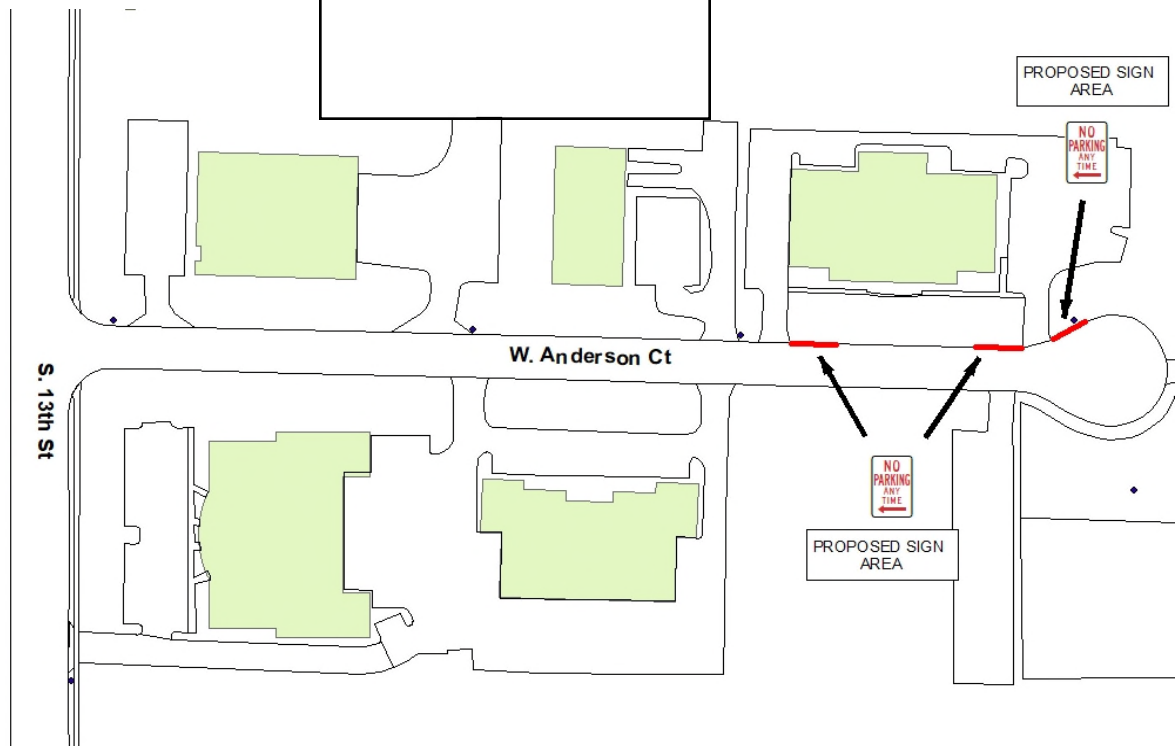 PROPOSED SIGN
AREA
NO
PARKING
ANY
TIME
W. Anderson Ct
S. 13th St
NO
PARKING
ANY
TIME
PROPOSED SIGN
AREA